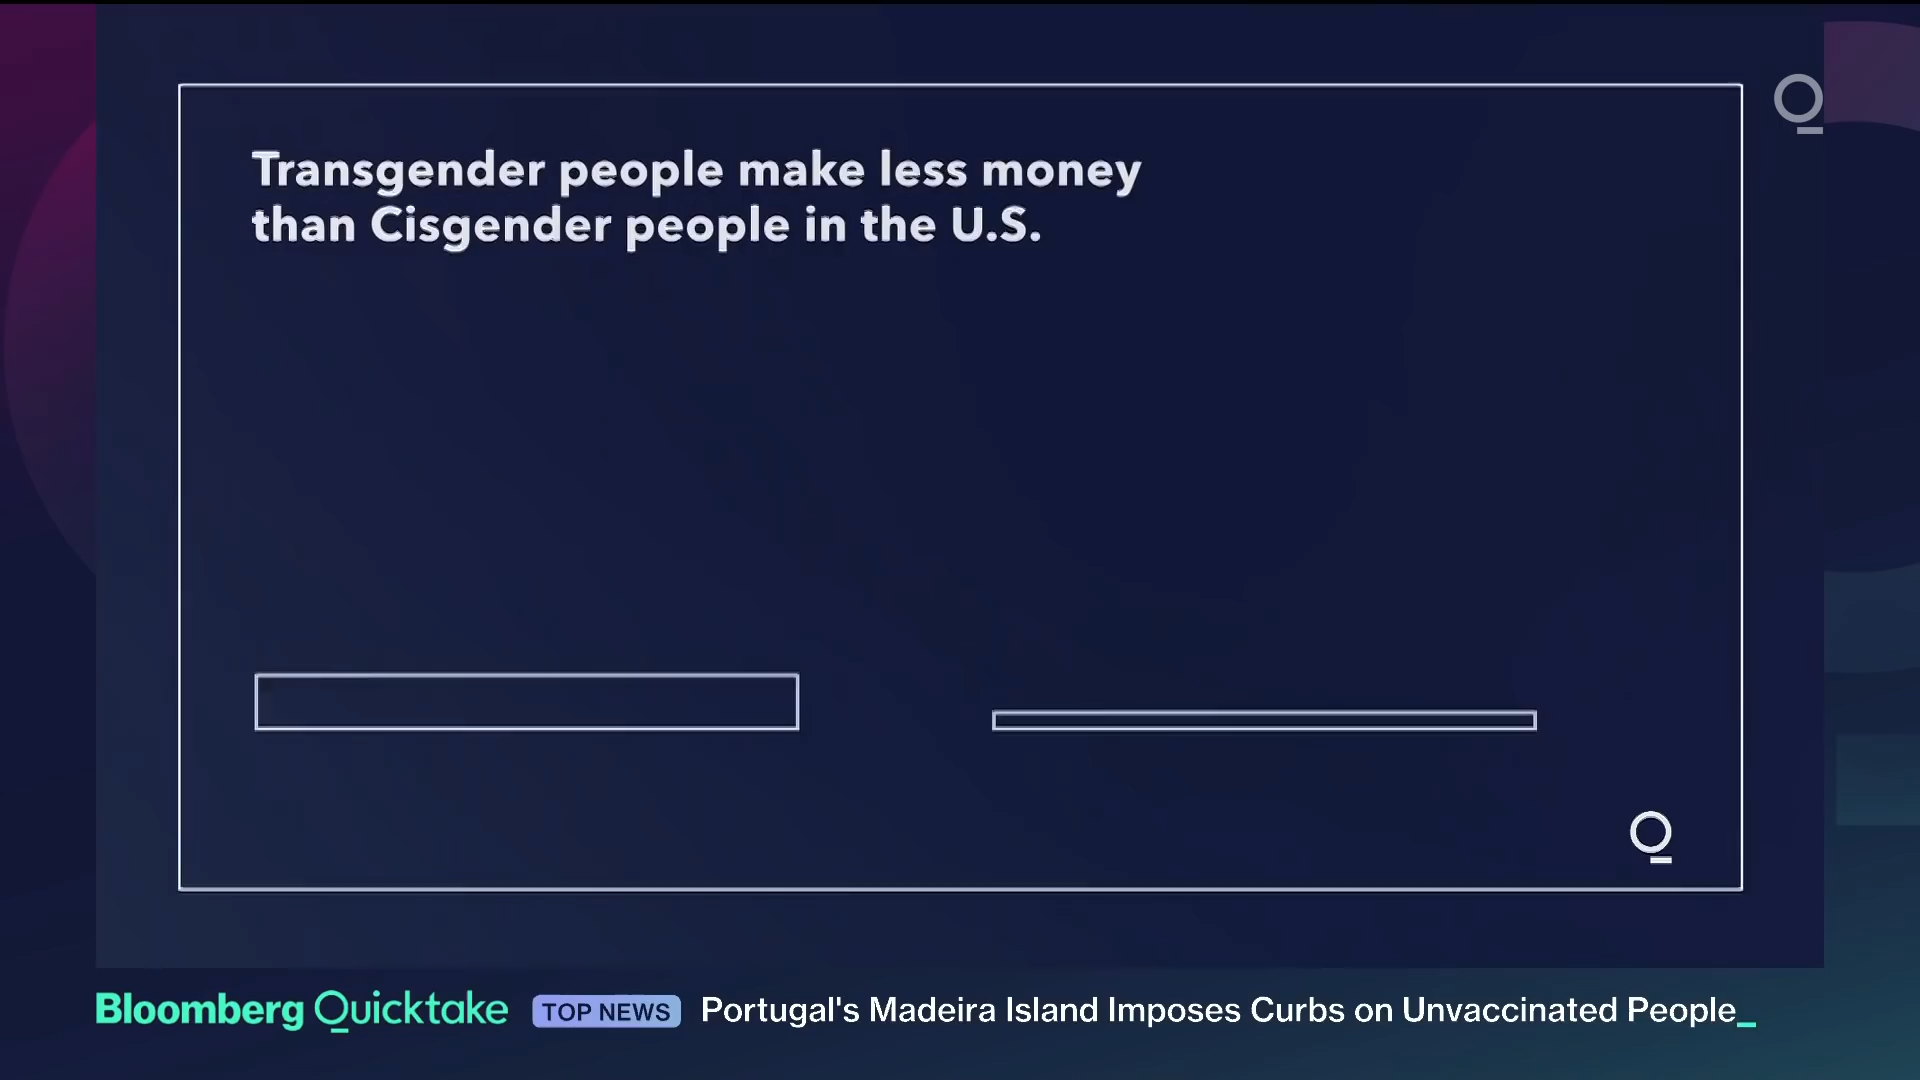 Transgender people make less money
than Cisgender people in the U.S.
Bloomberg Quicktake TOP NEWS Portugal's Madeira Island Imposes Curbs on Unvaccinated People_